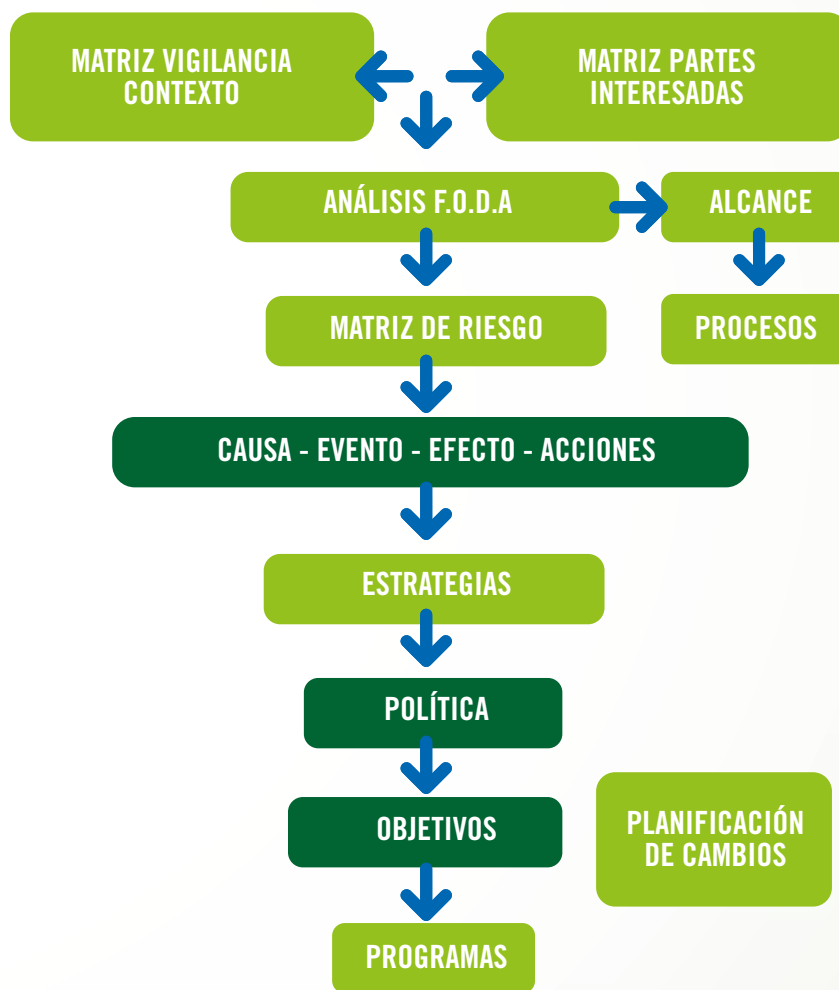 MATRIZ VIGILANCIA
CONTEXTO
MATRIZ PARTES
INTERESADAS
ANÁLISIS F.O.D.A
ALCANCE
MATRIZ DE RIESGO
PROCESOS
CAUSA - EVENTO - EFECTO - ACCIONES
ESTRATEGIAS
POLÍTICA
OBJETIVOS
PLANIFICACIÓN
DE CAMBIOS
PROGRAMAS